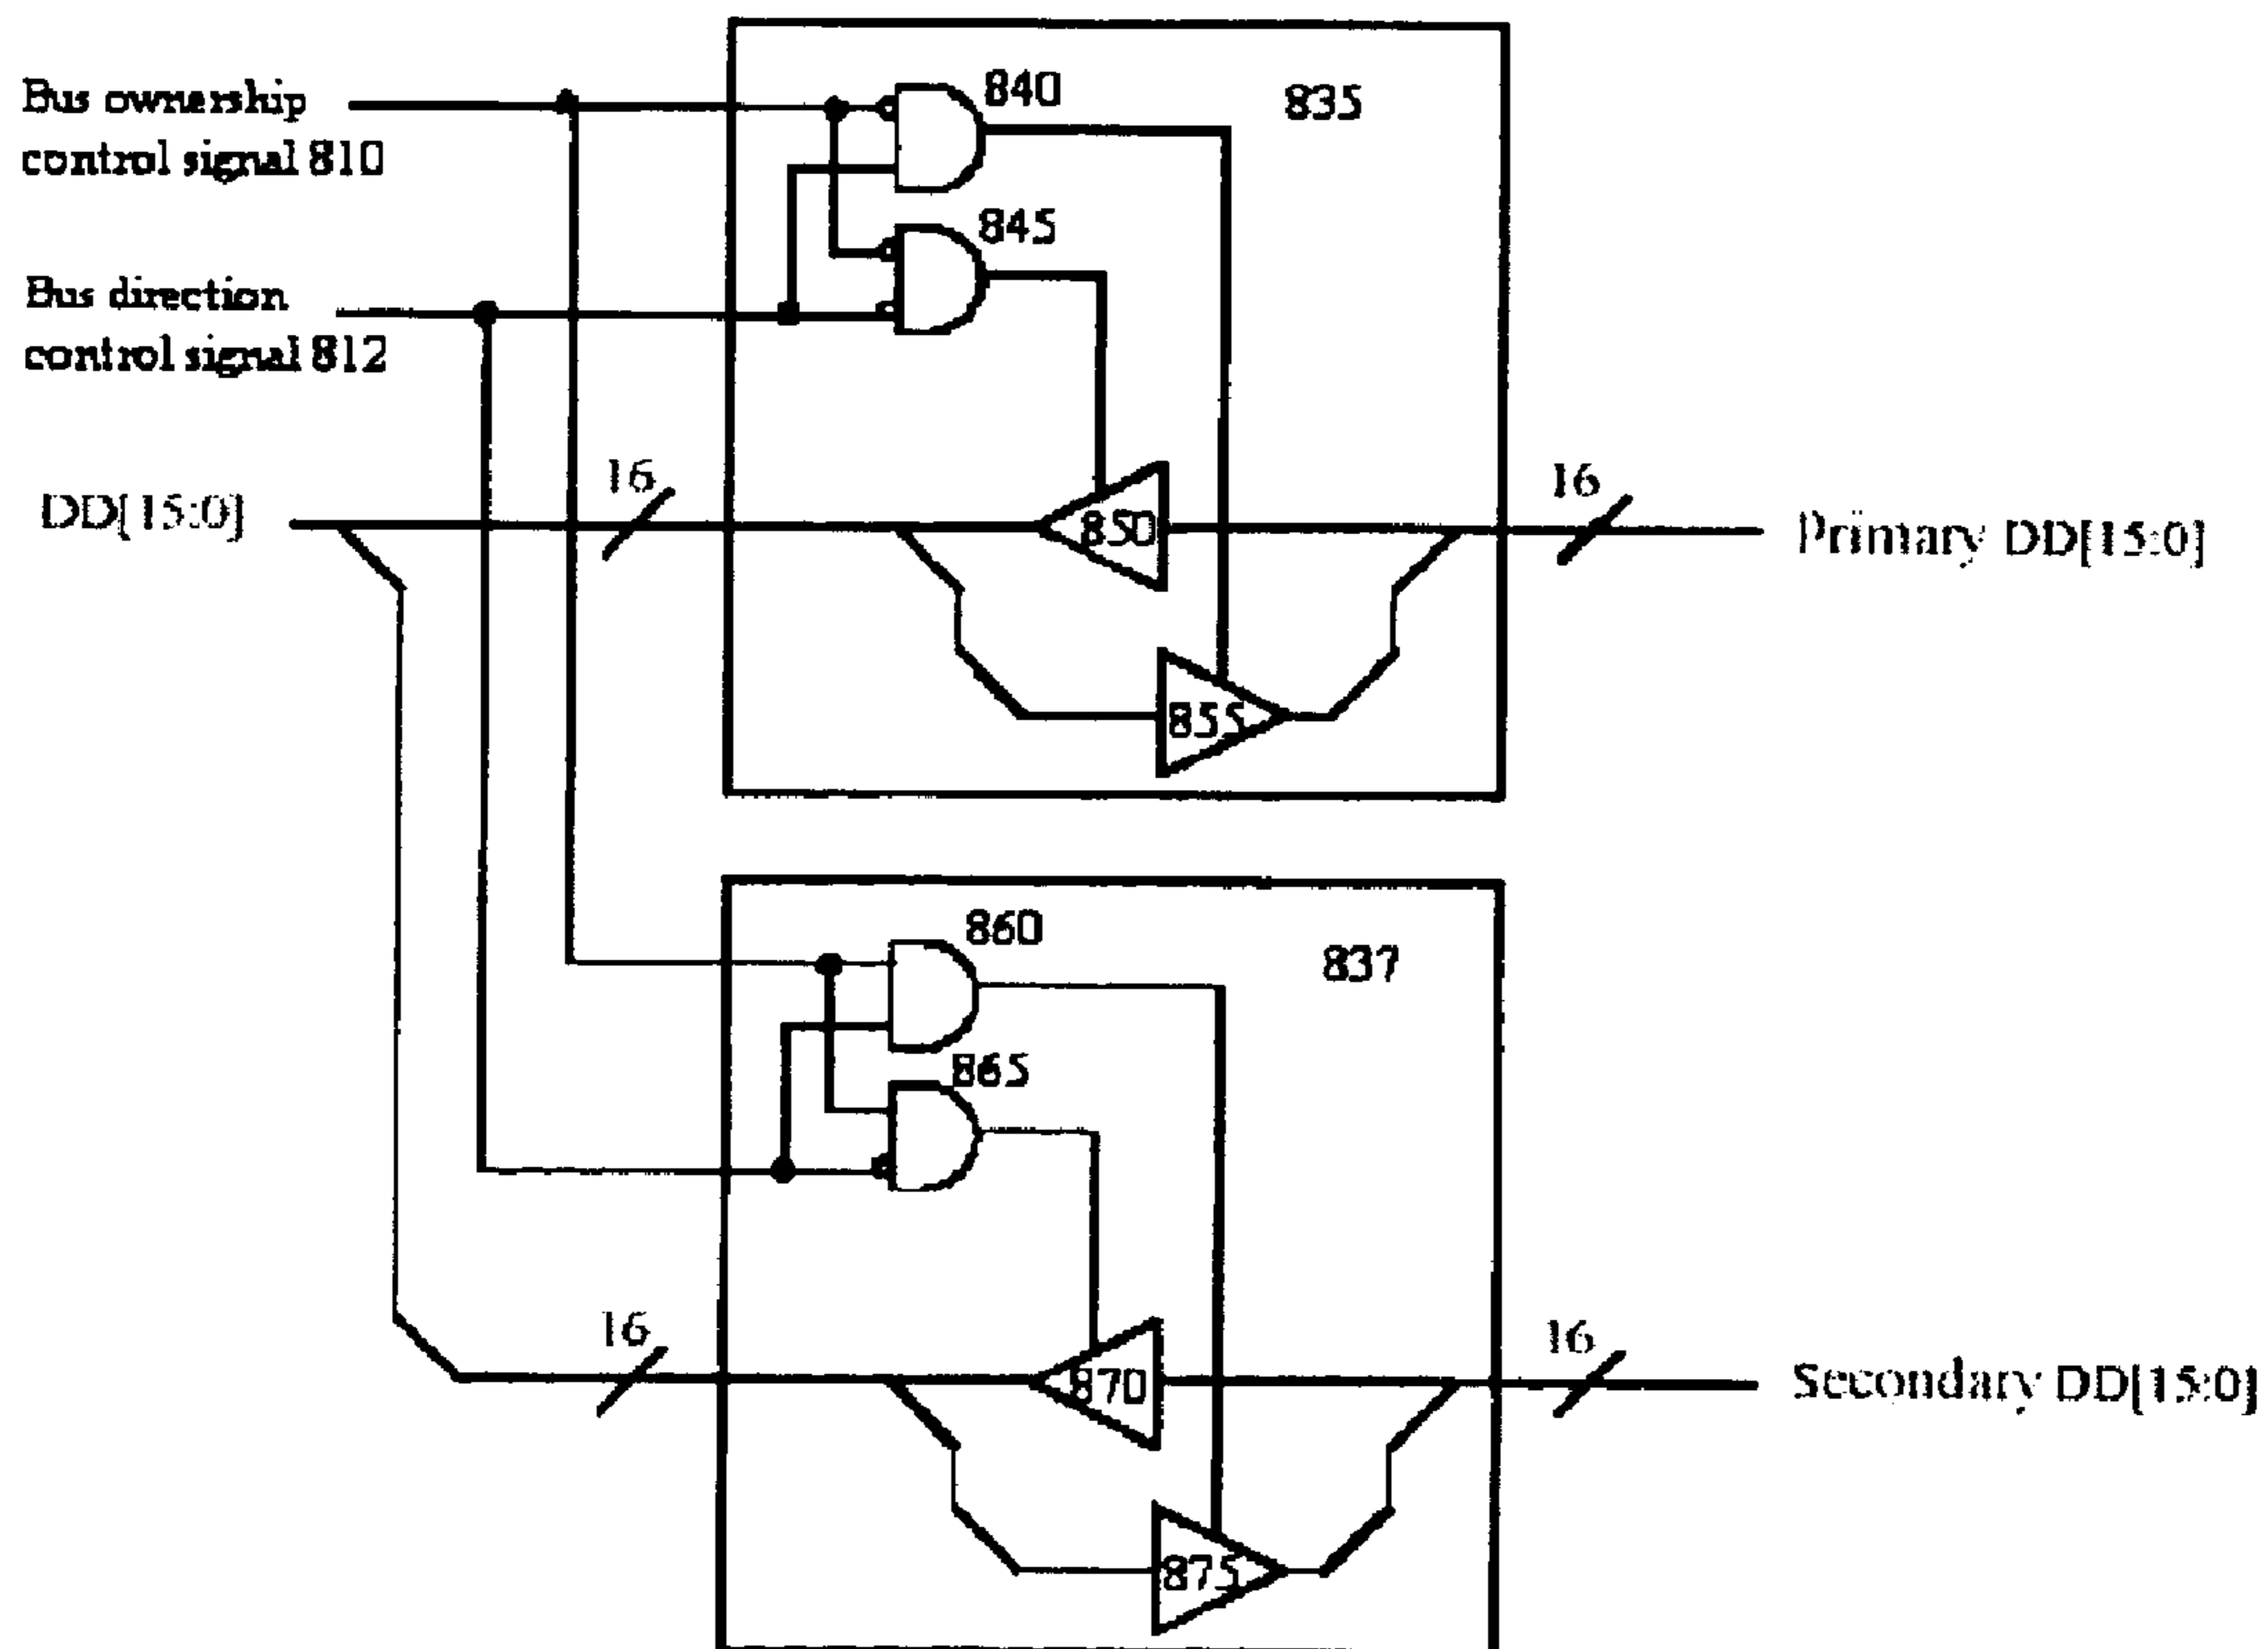 840
835
Bus ownership
control signal 810
845
Bus direction
control signal 812
16
16
DD[15:0]
850
Primary DD[15:0]
855
860
837
865
16
16
870
Secondary DD[15:0]
875